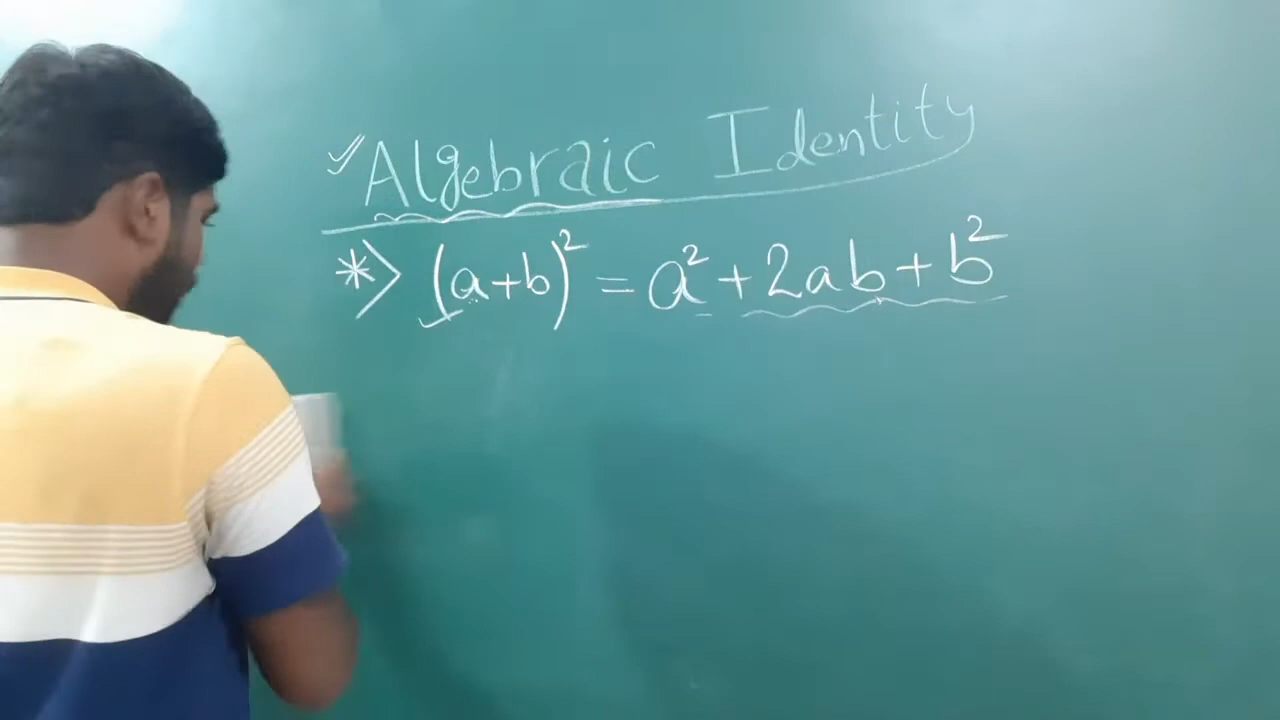 ✓Algebraic Identity
*> (a+b)² = a² + 2ab + b²